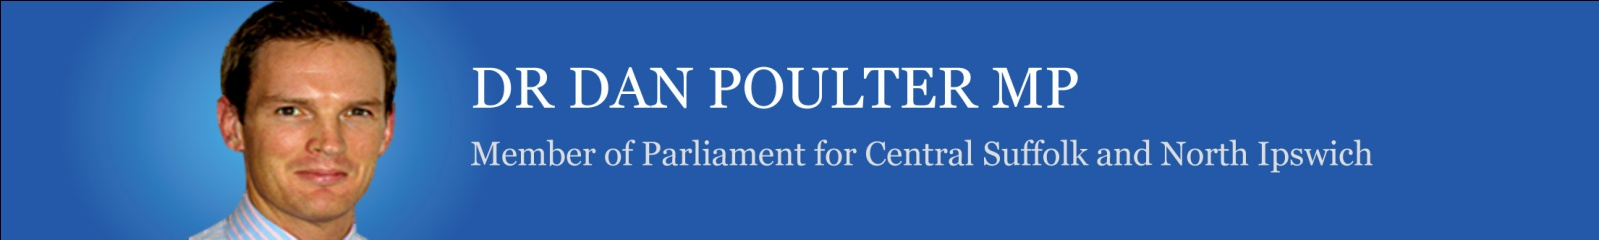 DR DAN POULTER MP
Member of Parliament for Central Suffolk and North Ipswich